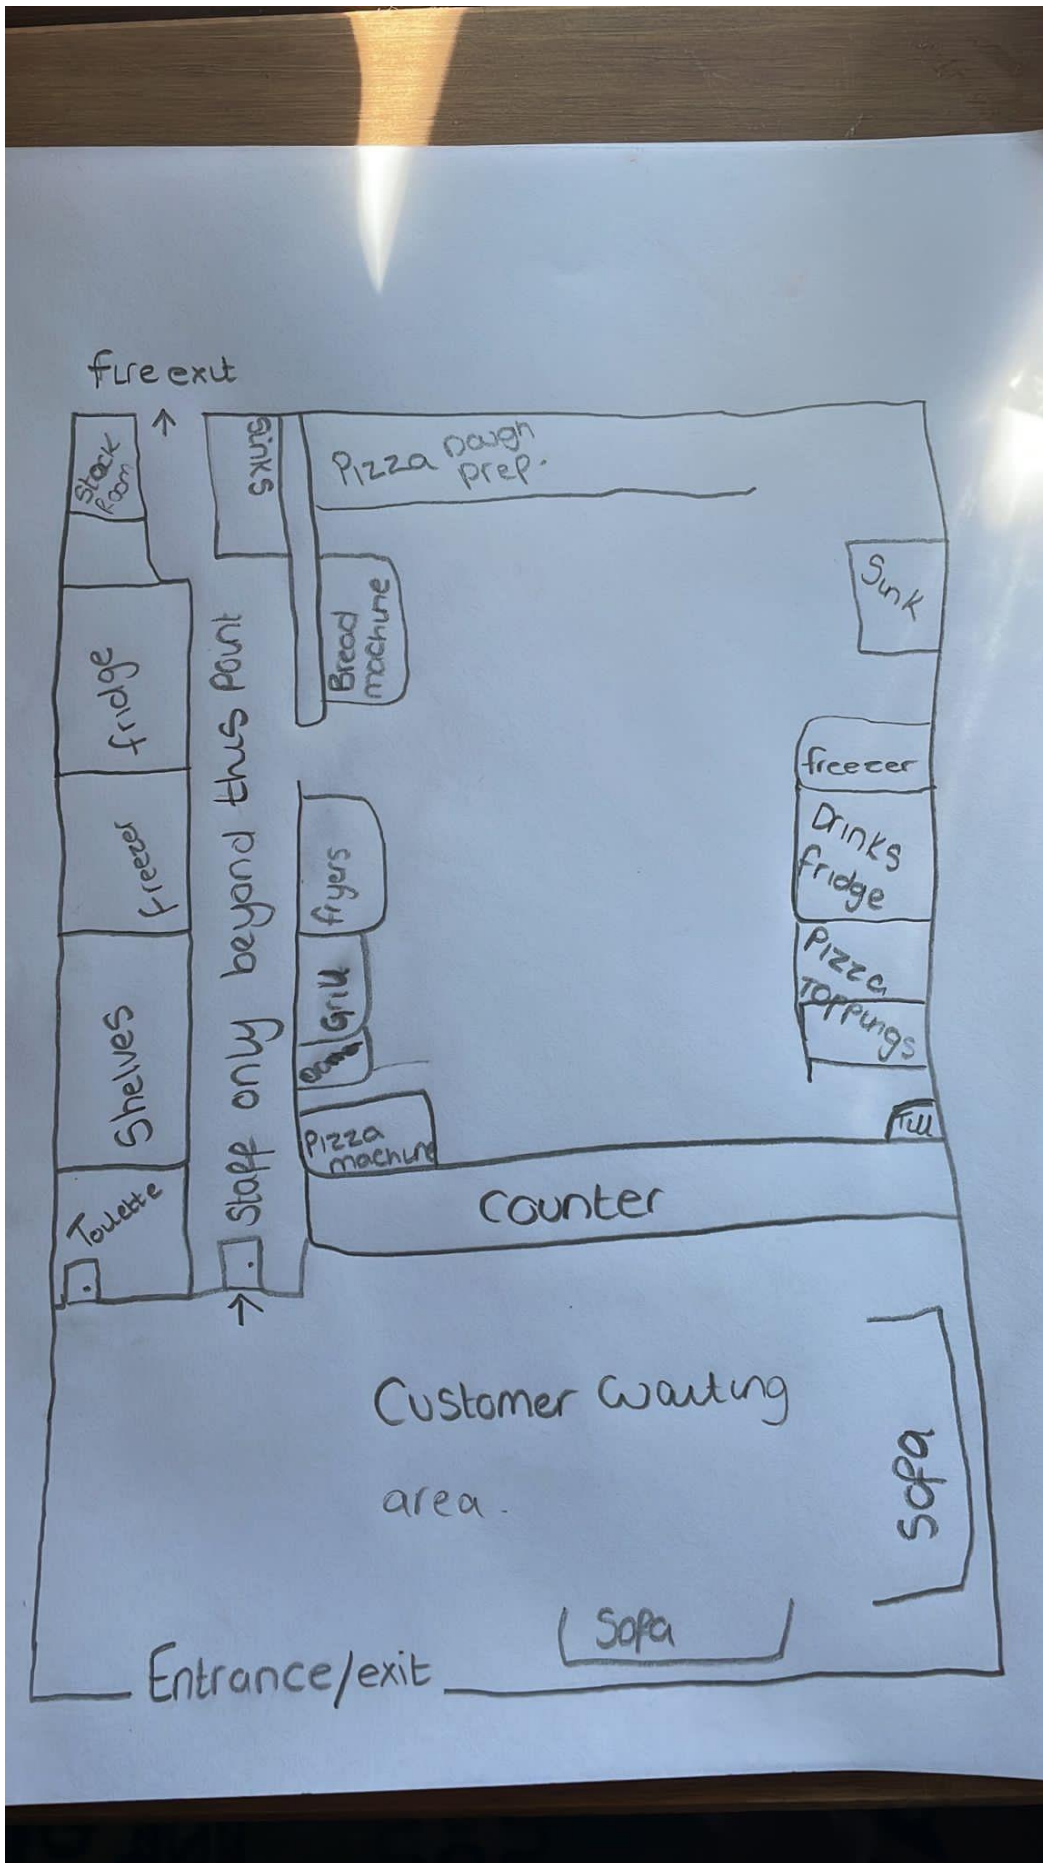 fire exit
Stock
Room
Sinks
Pizza Dough
prep.
Sink
Bread
machine
fridge
Staff only beyond this point
freezer
Drinks
fridge
Freezer
fryers
Grill
Pizza
Toppings
Shelves
Till
Pizza
machine
Counter
Toilette
Customer Waiting
area.
Sofa
Sofa
Entrance/exit